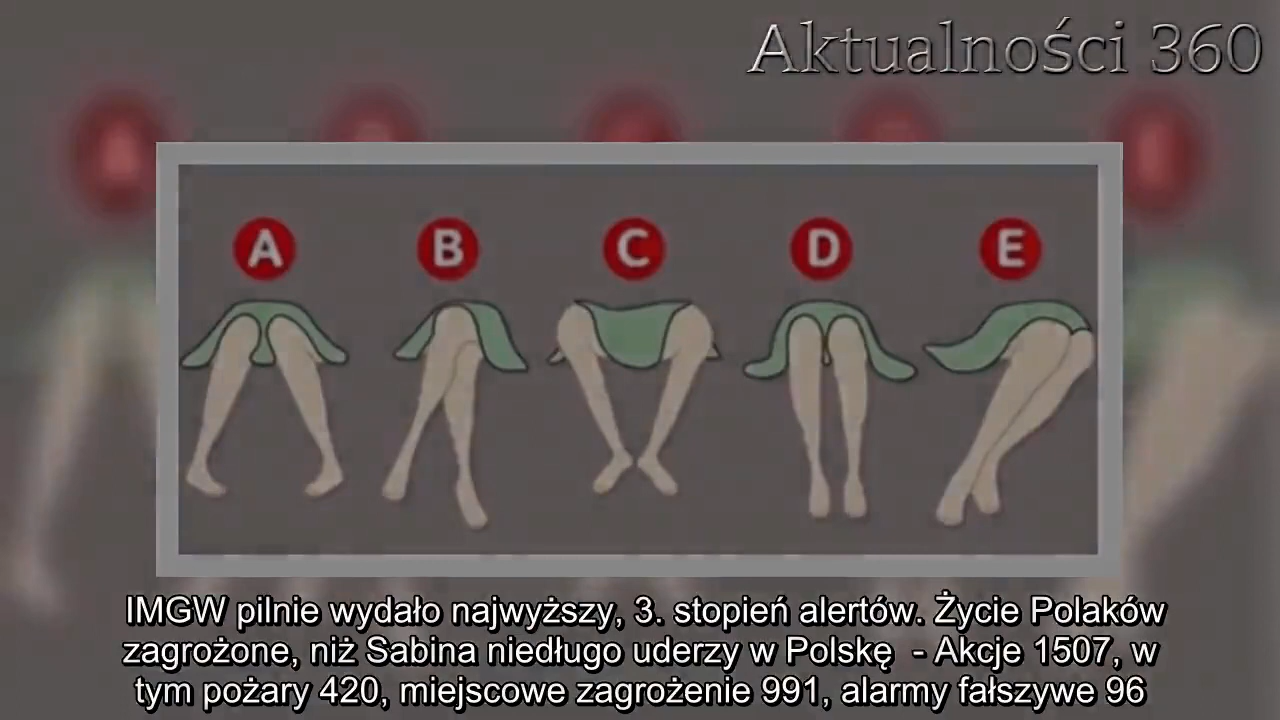 Aktualności 360
A B C D E
IMGW pilnie wydało najwyższy, 3. stopień alertów. Życie Polaków
zagrożone, niż Sabina niedługo uderzy w Polskę - Akcje 1507, w
tym pożary 420, miejscowe zagrożenie 991, alarmy fałszywe 96